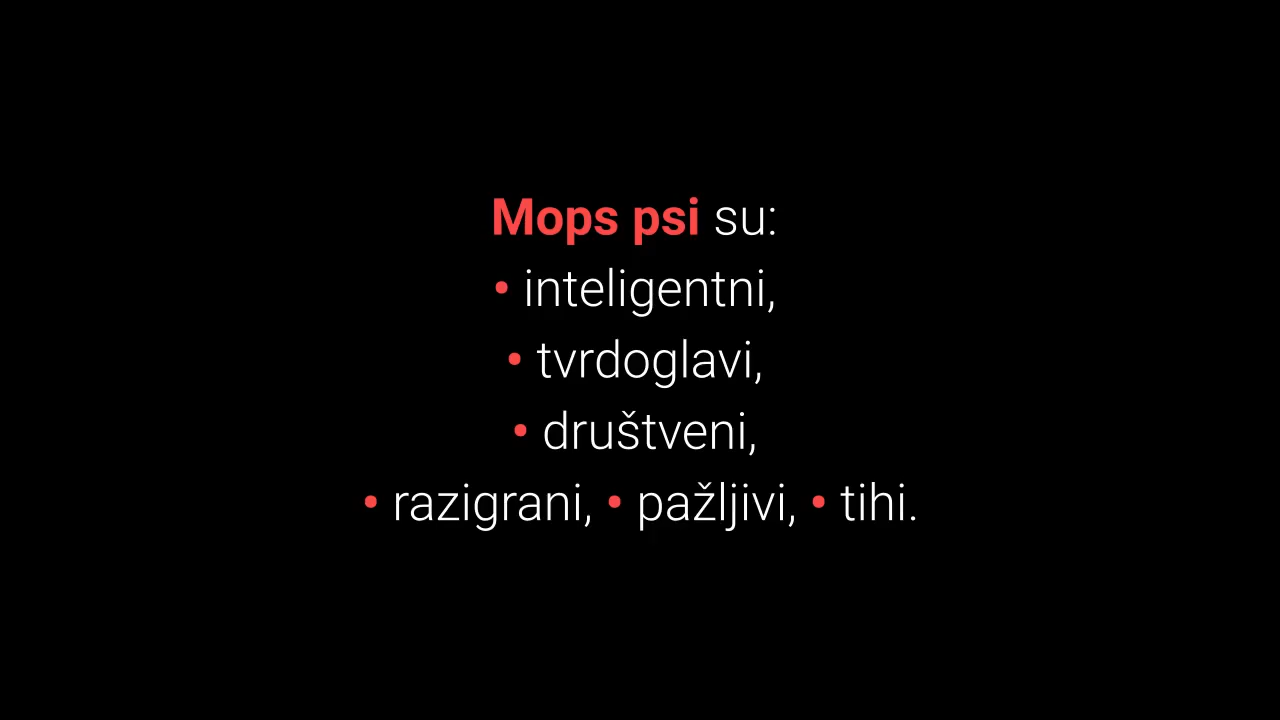 Mops psi su:
• inteligentni,
• tvrdoglavi,
• društveni,
• razigrani, • pažljivi, • tihi.